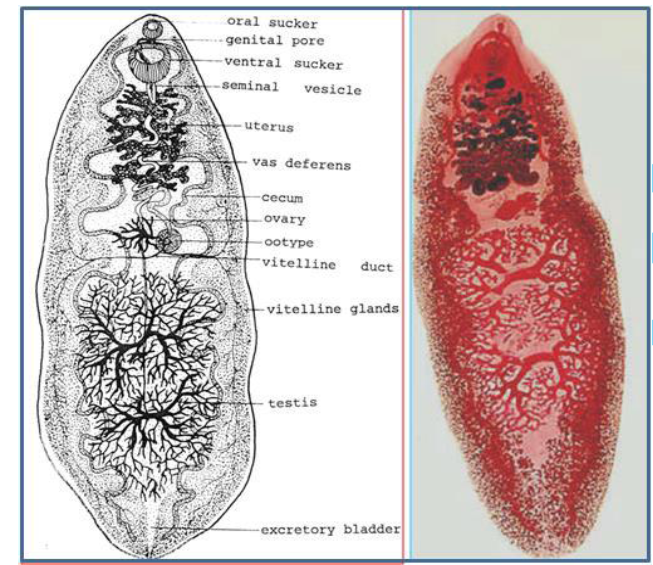 oral sucker
genital pore
ventral sucker
seminal vesicle
uterus
vas deferens
cecum
ovary
ootype
vitelline duct
vitelline glands
testis
excretory bladder